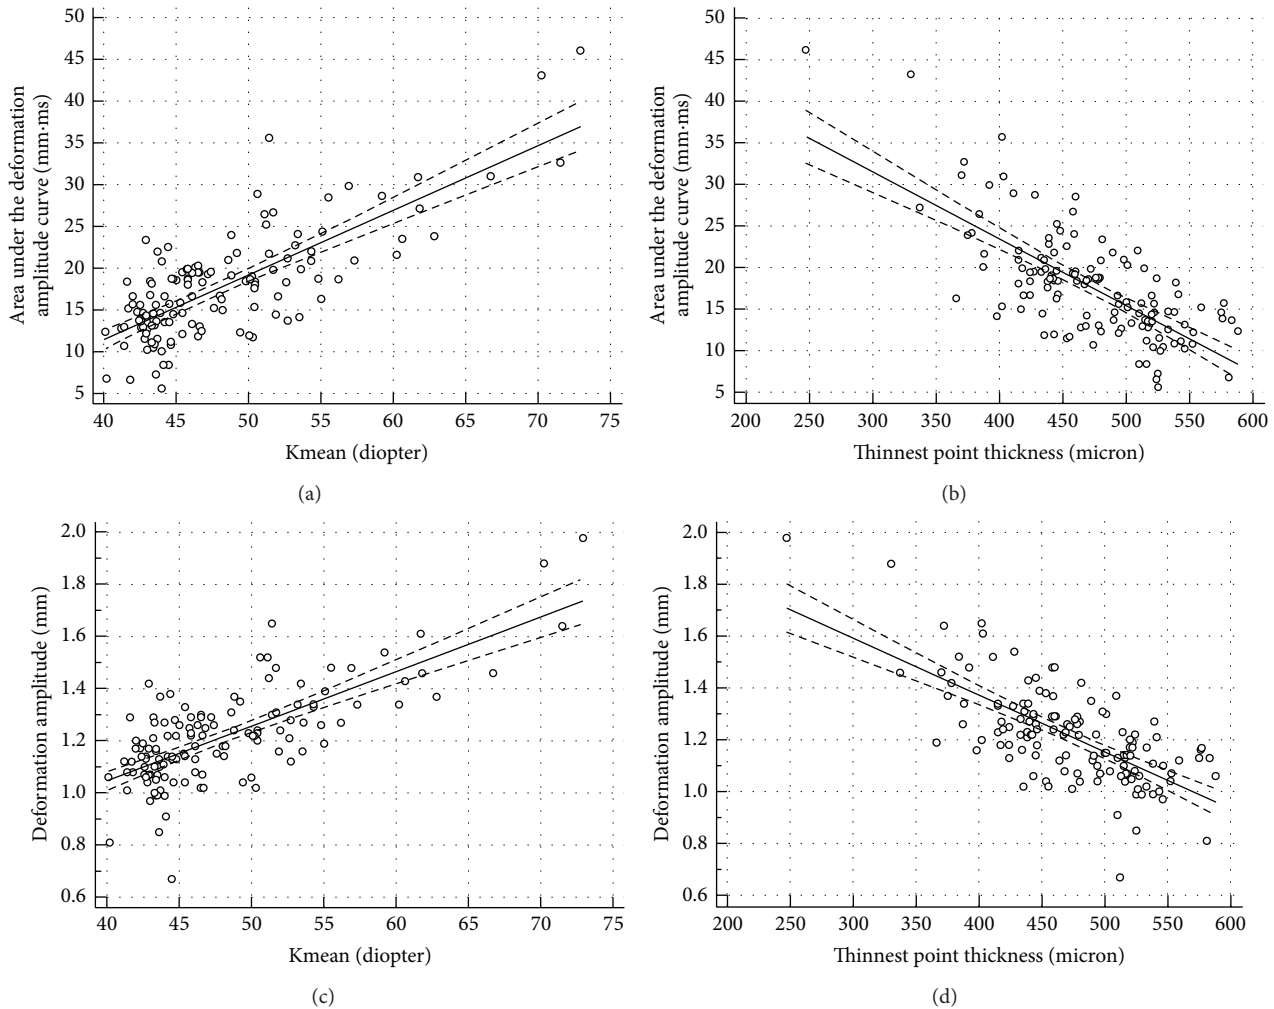 50
45
40
35
30
25
20
15
10
5
Area under the deformation
amplitude curve (mm·ms)
40 45 50 55 60 65 70 75
Kmean (diopter)
(a)
50
45
40
35
30
25
20
15
10
5
Area under the deformation
amplitude curve (mm·ms)
200 250 300 350 400 450 500 550 600
Thinnest point thickness (micron)
(b)
2.0
1.8
1.6
1.4
1.2
1.0
0.8
0.6
Deformation amplitude (mm)
40 45 50 55 60 65 70 75
Kmean (diopter)
(c)
2.0
1.8
1.6
1.4
1.2
1.0
0.8
0.6
Deformation amplitude (mm)
200 250 300 350 400 450 500 550 600
Thinnest point thickness (micron)
(d)